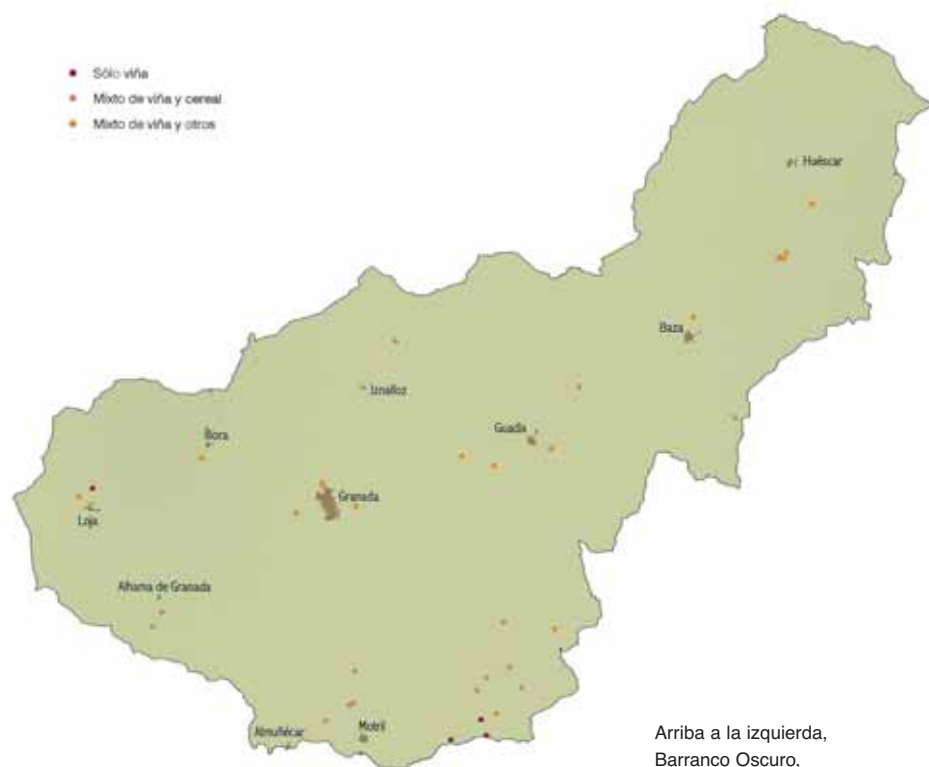 Sólo viña
Mixto de viña y cereal
Mixto de viña y otros
Huéscar
Baza
Iznalloz
Íllora
Guadix
Granada
Loja
Alhama de Granada
Almuñécar
Motril
Arriba a la izquierda,
Barranco Oscuro,